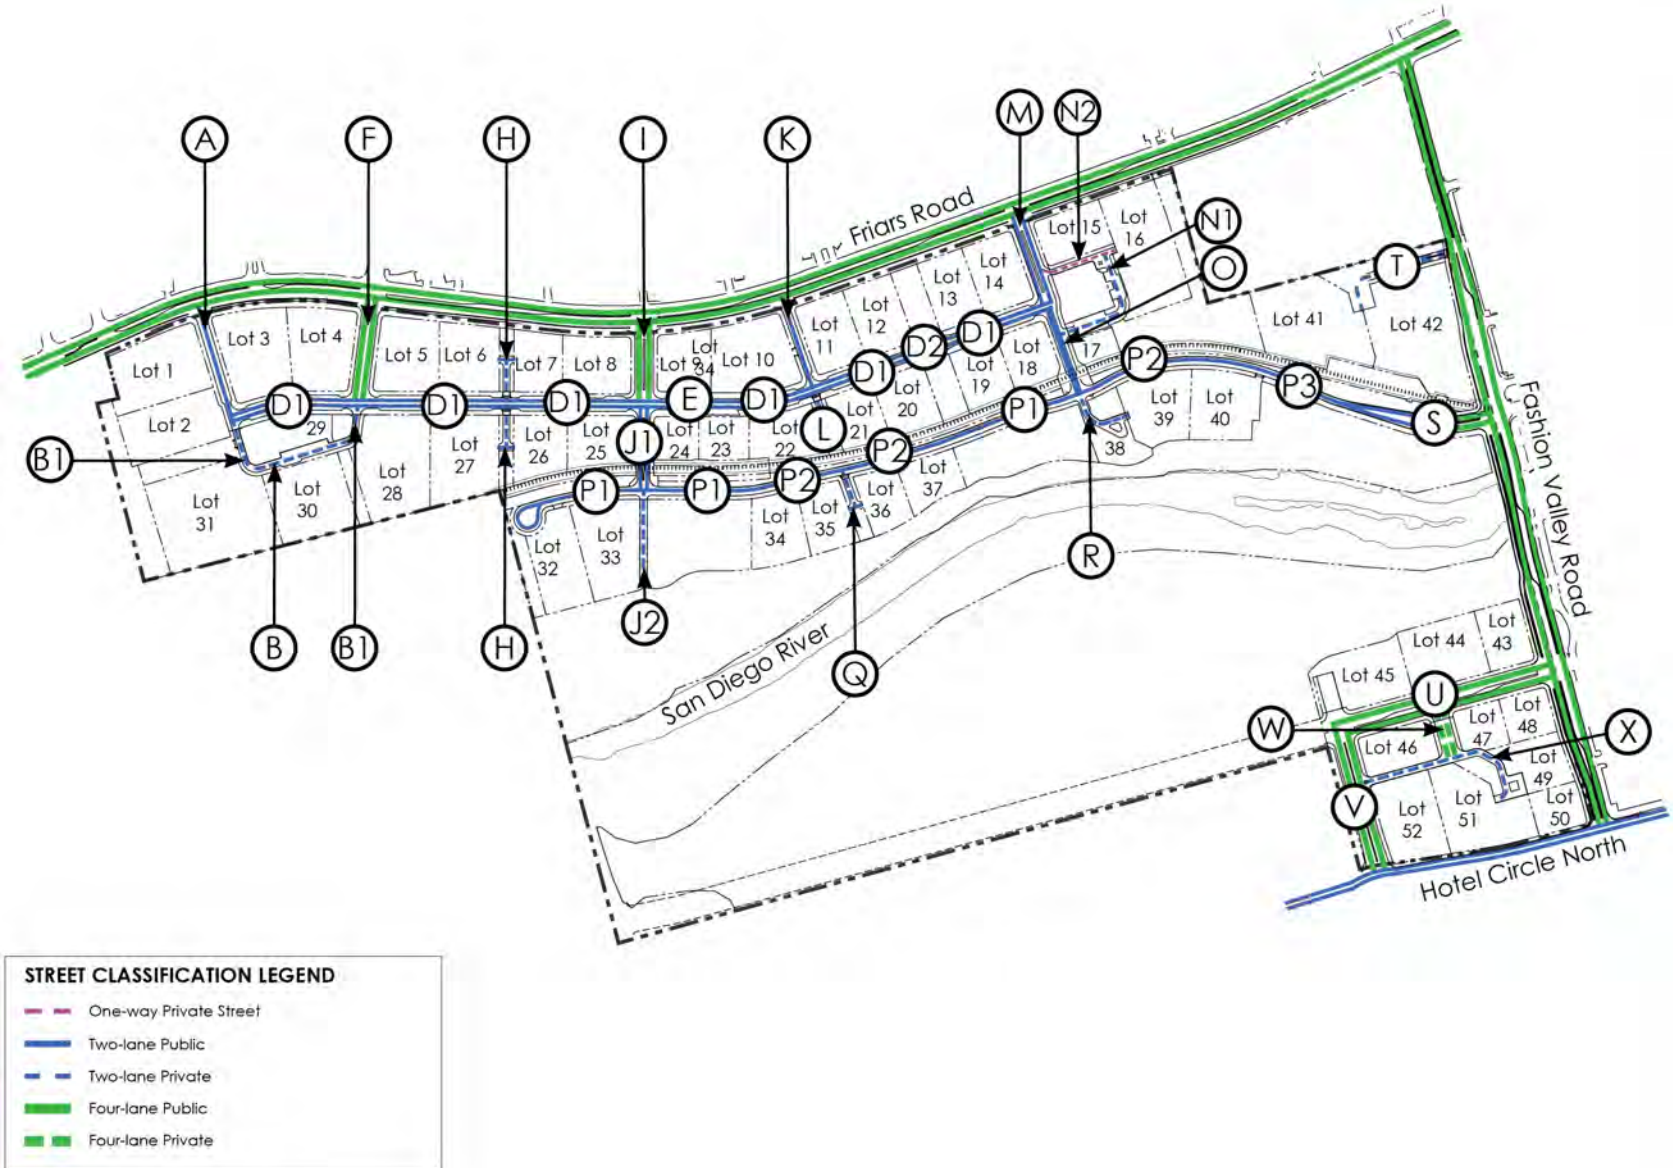 A
F
H
I
K
M
N2
Friars Road
Lot 15
Lot
16
N1
O
T
Lot 3
Lot 4
Lot 1
Lot 2
Lot 5
Lot 6
Lot 7
Lot 8
Lot 9
Lot
34
Lot 10
Lot
11
Lot
12
Lot
13
Lot
14
Lot 41
Lot 42
17
P2
P3
S
D1
D1
D1
E
D1
D1
D2
D1
Lot
18
Lot
19
Lot
20
Lot
39
Lot
40
P1
29
B1
Lot
31
Lot
30
Lot
28
Lot
27
Lot
26
Lot
25
J1
Lot
24
Lot
23
Lot
22
L
Lot
21
P2
P2
P1
P1
38
Lot
37
Lot
36
Lot
35
Lot
34
Lot
33
Lot
32
Fashion Valley Road
R
B
B1
H
J2
Q
San Diego River
Lot
43
Lot 44
Lot 45
U
W
X
V
Lot 46
Lot
47
Lot
48
Lot
49
Lot
50
Lot
51
Lot
52
Hotel Circle North
STREET CLASSIFICATION LEGEND
One-way Private Street
Two-lane Public
Two-lane Private
Four-lane Public
Four-lane Private